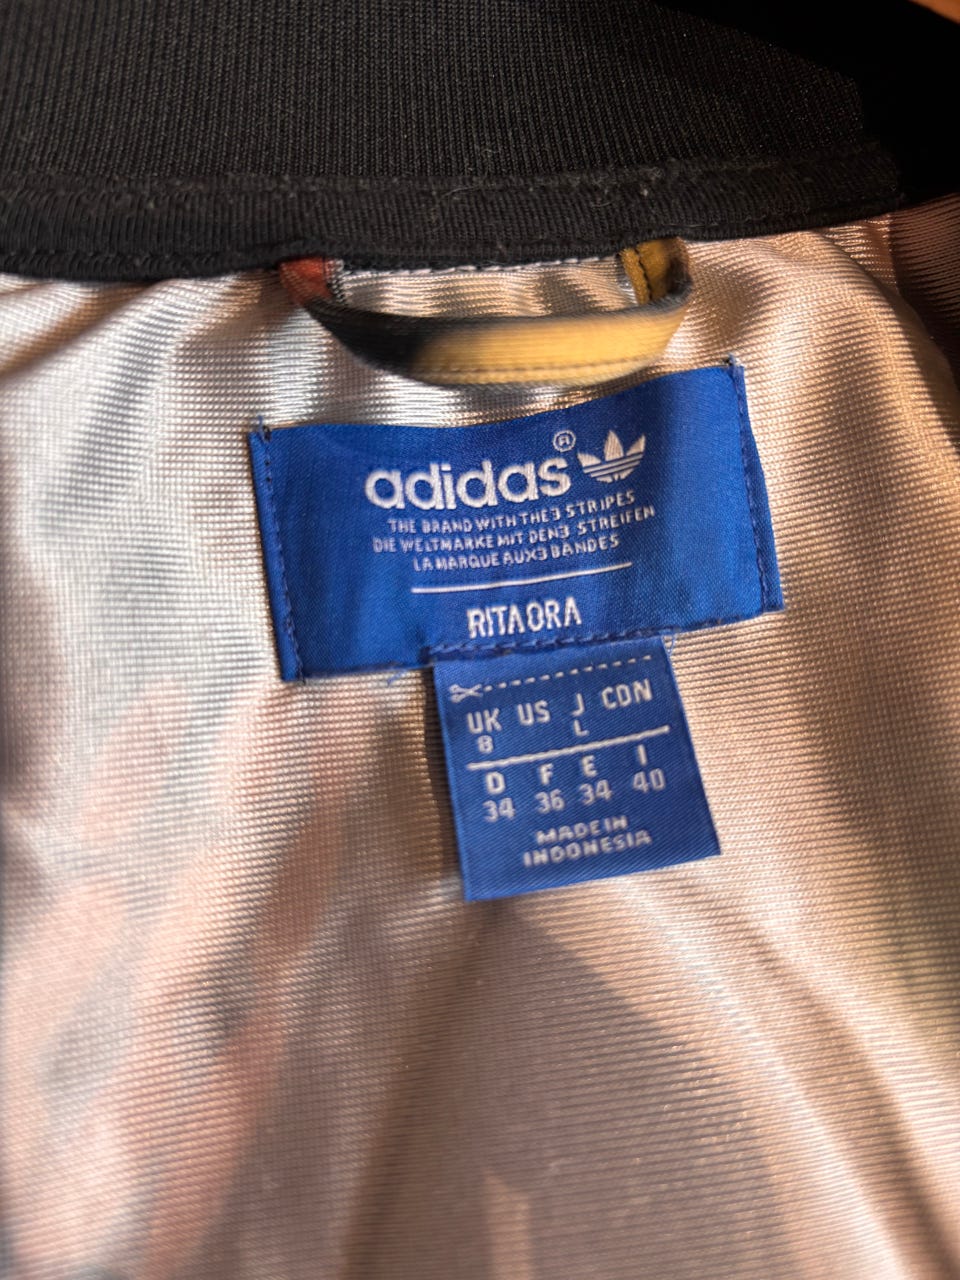 adidas®
THE BRAND WITH THE 3 STRIPES
DIE WELTMARKE MIT DEN 3 STREIFEN
LA MARQUE AUX 3 BANDES
RITA ORA
UK US J CDN
8 L
D F E I
34 36 34 40
MADE IN
INDONESIA